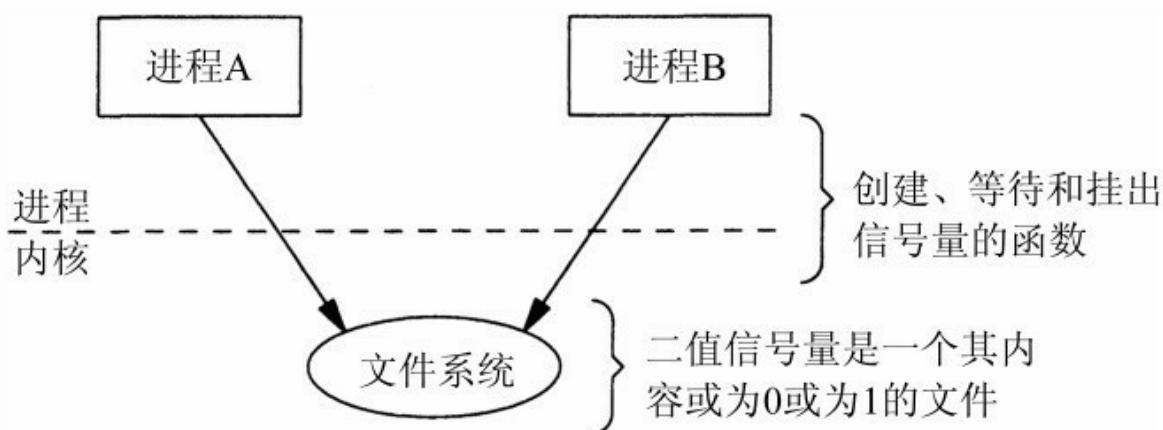 进程A
进程B
创建、等待和挂出
信号量的函数
进程
内核
文件系统
二值信号量是一个其内
容或为0或为1的文件